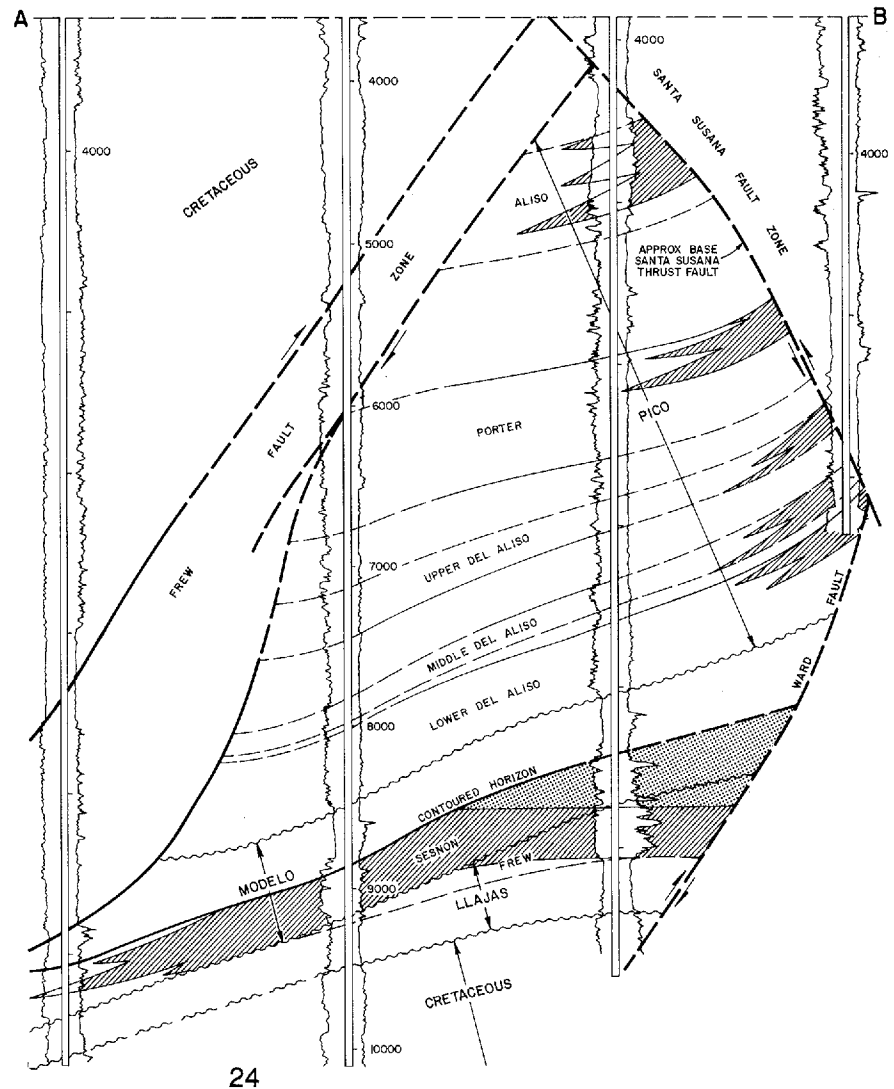 A
B
4000
4000
4000
4000
SANTA SUSANA FAULT ZONE
CRETACEOUS
ALISO
5000
ZONE
APPROX BASE
SANTA SUSANA
THRUST FAULT
6000
PICO
PORTER
FAULT
7000
UPPER DEL ALISO
FREW
MIDDLE DEL ALISO
FAULT
WARD
LOWER DEL ALISO
8000
CONTOURED HORIZON
SESNON
FREW
MODELO
9000
LLAJAS
CRETACEOUS
10000
24